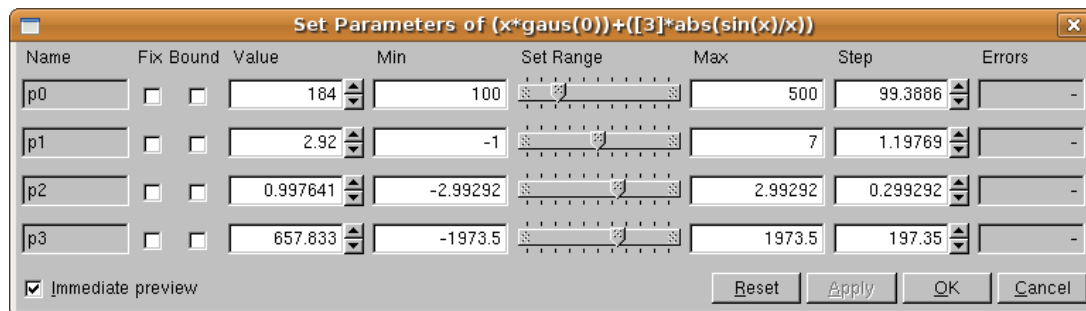 Set Parameters of (x*gaus(0))+([3]*abs(sin(x)/x))
Name Fix Bound Value Min Set Range Max Step Errors
p0 184 100 500 99.3886 -
p1 2.92 -1 7 1.19769 -
p2 0.997641 -2.99292 2.99292 0.299292 -
p3 657.833 -1973.5 1973.5 197.35 -
Immediate preview Reset Apply OK Cancel